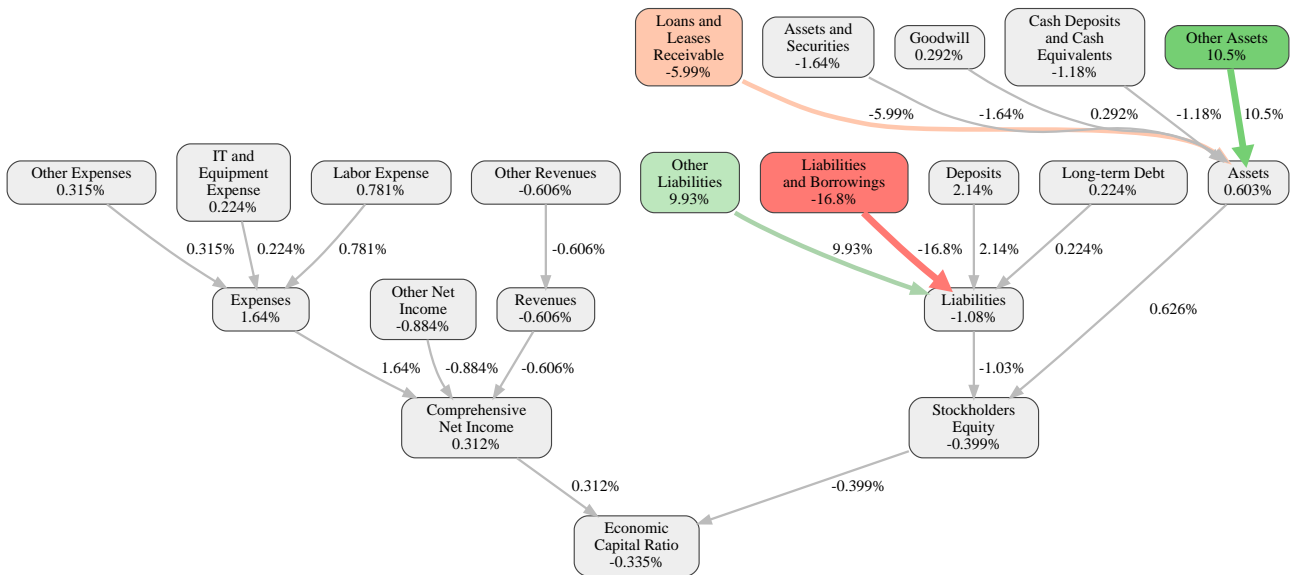 Loans and
Leases
Receivable
-5.99%
Assets and
Securities
-1.64%
Goodwill
0.292%
Cash Deposits
and Cash
Equivalents
-1.18%
Other Assets
10.5%
-5.99%
-1.64%
0.292%
-1.18%
10.5%
Other Expenses
0.315%
IT and
Equipment
Expense
0.224%
Labor Expense
0.781%
Other Revenues
-0.606%
Other
Liabilities
9.93%
Liabilities
and Borrowings
-16.8%
Deposits
2.14%
Long-term Debt
0.224%
Assets
0.603%
0.315%
0.224%
0.781%
-0.606%
9.93%
-16.8%
2.14%
0.224%
Expenses
1.64%
Other Net
Income
-0.884%
Revenues
-0.606%
Liabilities
-1.08%
0.626%
1.64%
-0.884%
-0.606%
-1.03%
Comprehensive
Net Income
0.312%
Stockholders
Equity
-0.399%
0.312%
-0.399%
Economic
Capital Ratio
-0.335%